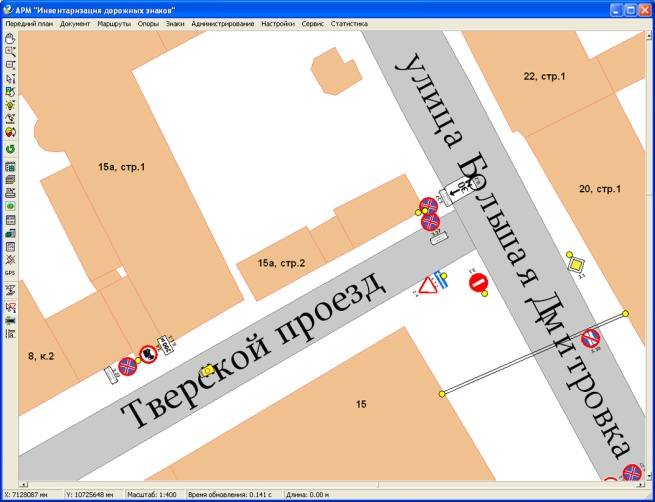 АРМ "Инвентаризация дорожных знаков"
Передний план Документ Маршруты Опоры Знаки Администрирование Настройки Сервис Статистика
22, стр.1
улица Большая Дмитровка
15а, стр.1
20, стр.1
15а, стр.2
Тверской проезд
8, к.2
15
GPS
X: 7128087 мм Y: 10725648 мм Масштаб: 1:400 Время обновления: 0.141 с Длина: 0.00 м